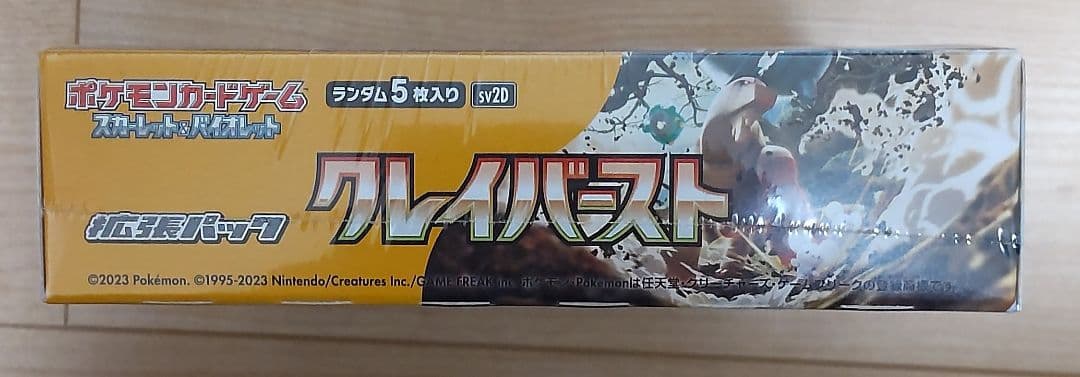 ポケモンカードゲーム
スカーレット&バイオレット
ランダム5枚入り
sv2D
クレイバースト
拡張パック
©2023 Pokémon. ©1995-2023 Nintendo/Creatures Inc./GAME FREAK inc. ポケモン・Pokémonは任天堂・クリーチャーズ・ゲームフリークの登録商標です。